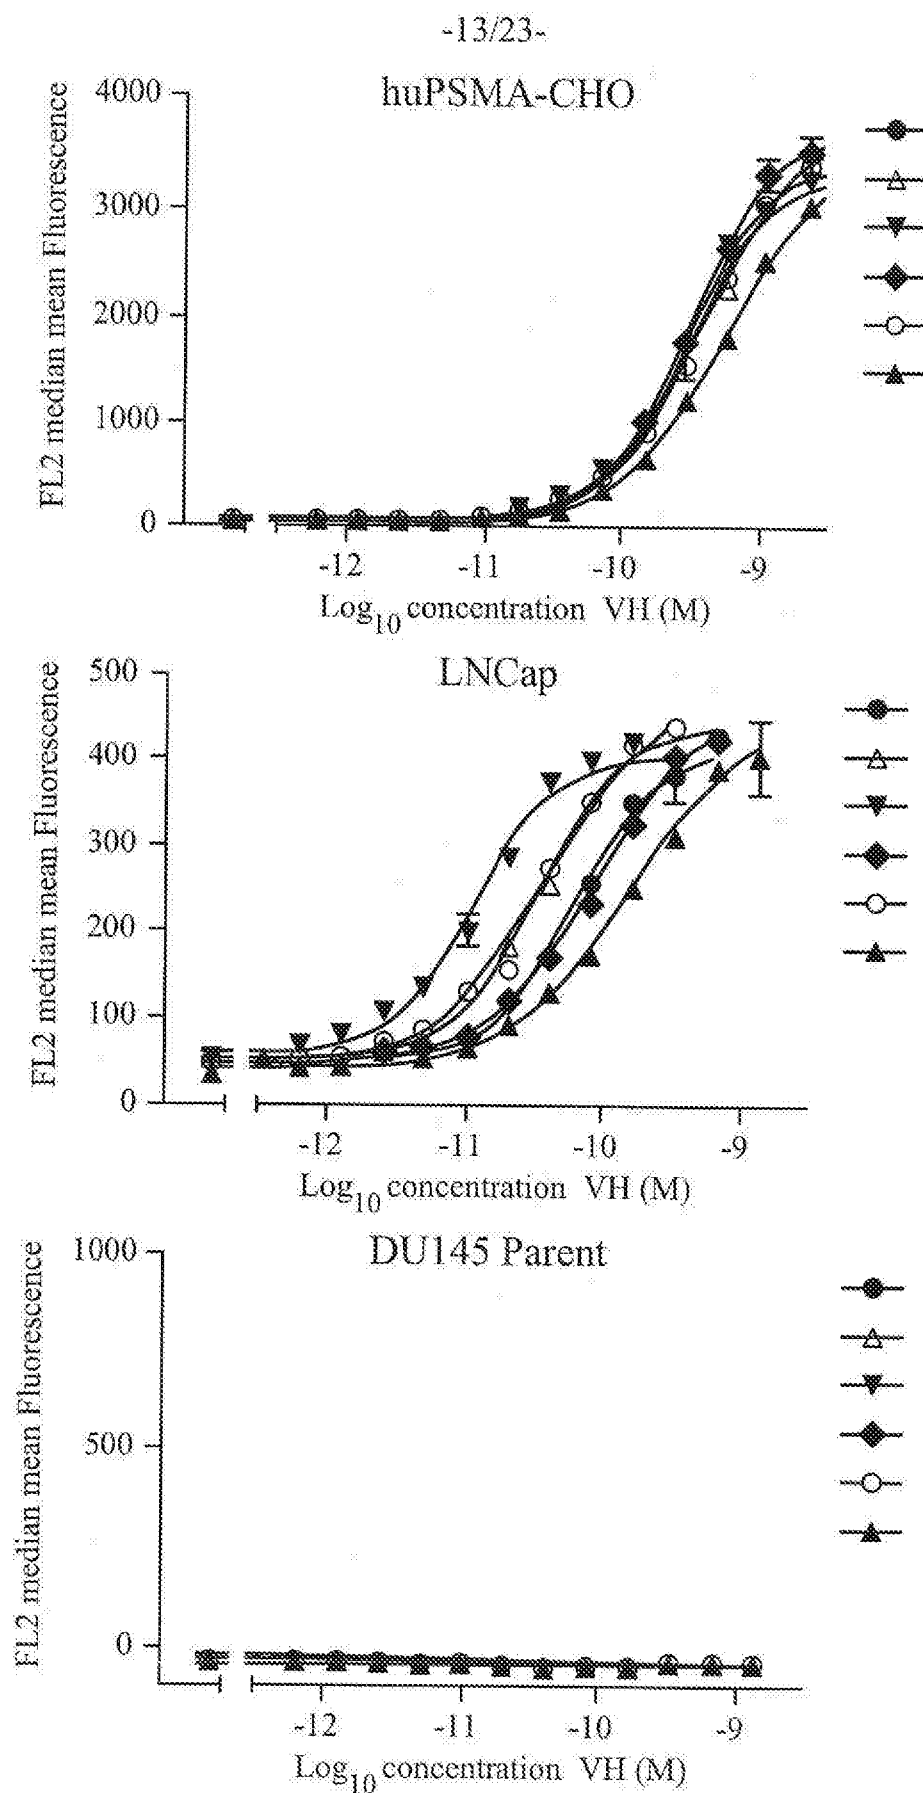 -13/23-
huPSMA-CHO
FL2 median mean Fluorescence
4000
3000
2000
1000
0
-12 -11 -10 -9
Log10 concentration VH (M)
LNCap
FL2 median mean Fluorescence
500
400
300
200
100
0
-12 -11 -10 -9
Log10 concentration VH (M)
DU145 Parent
FL2 median mean Fluorescence
1000
500
0
-12 -11 -10 -9
Log10 concentration VH (M)